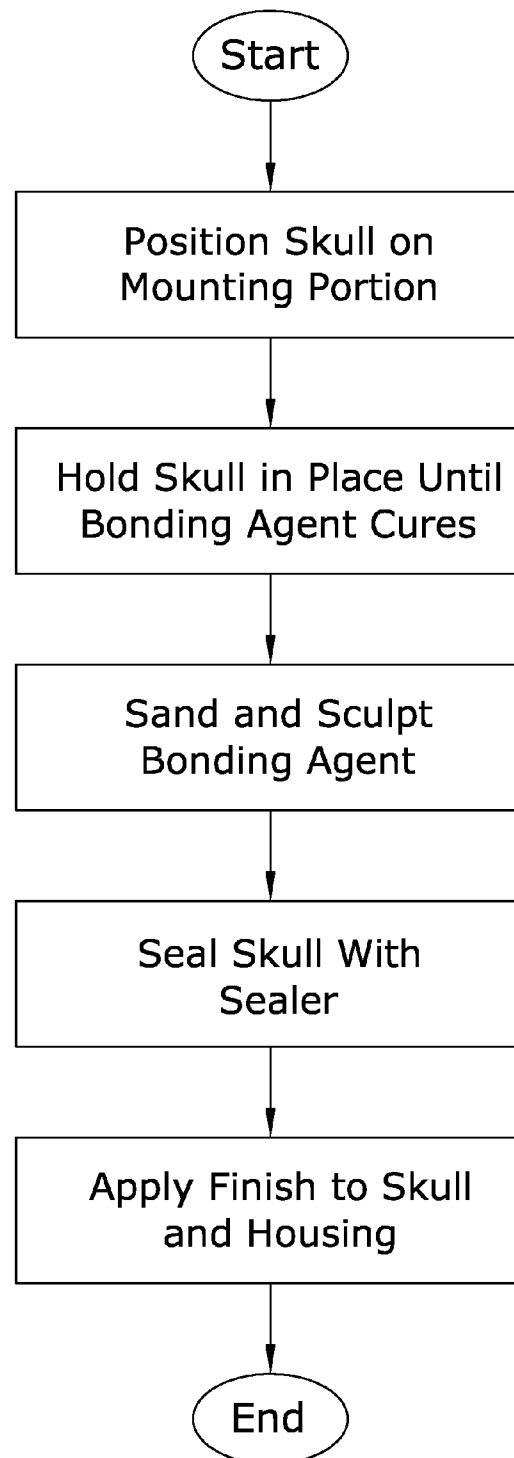 Start
Position Skull on
Mounting Portion
Hold Skull in Place Until
Bonding Agent Cures
Sand and Sculpt
Bonding Agent
Seal Skull With
Sealer
Apply Finish to Skull
and Housing
End